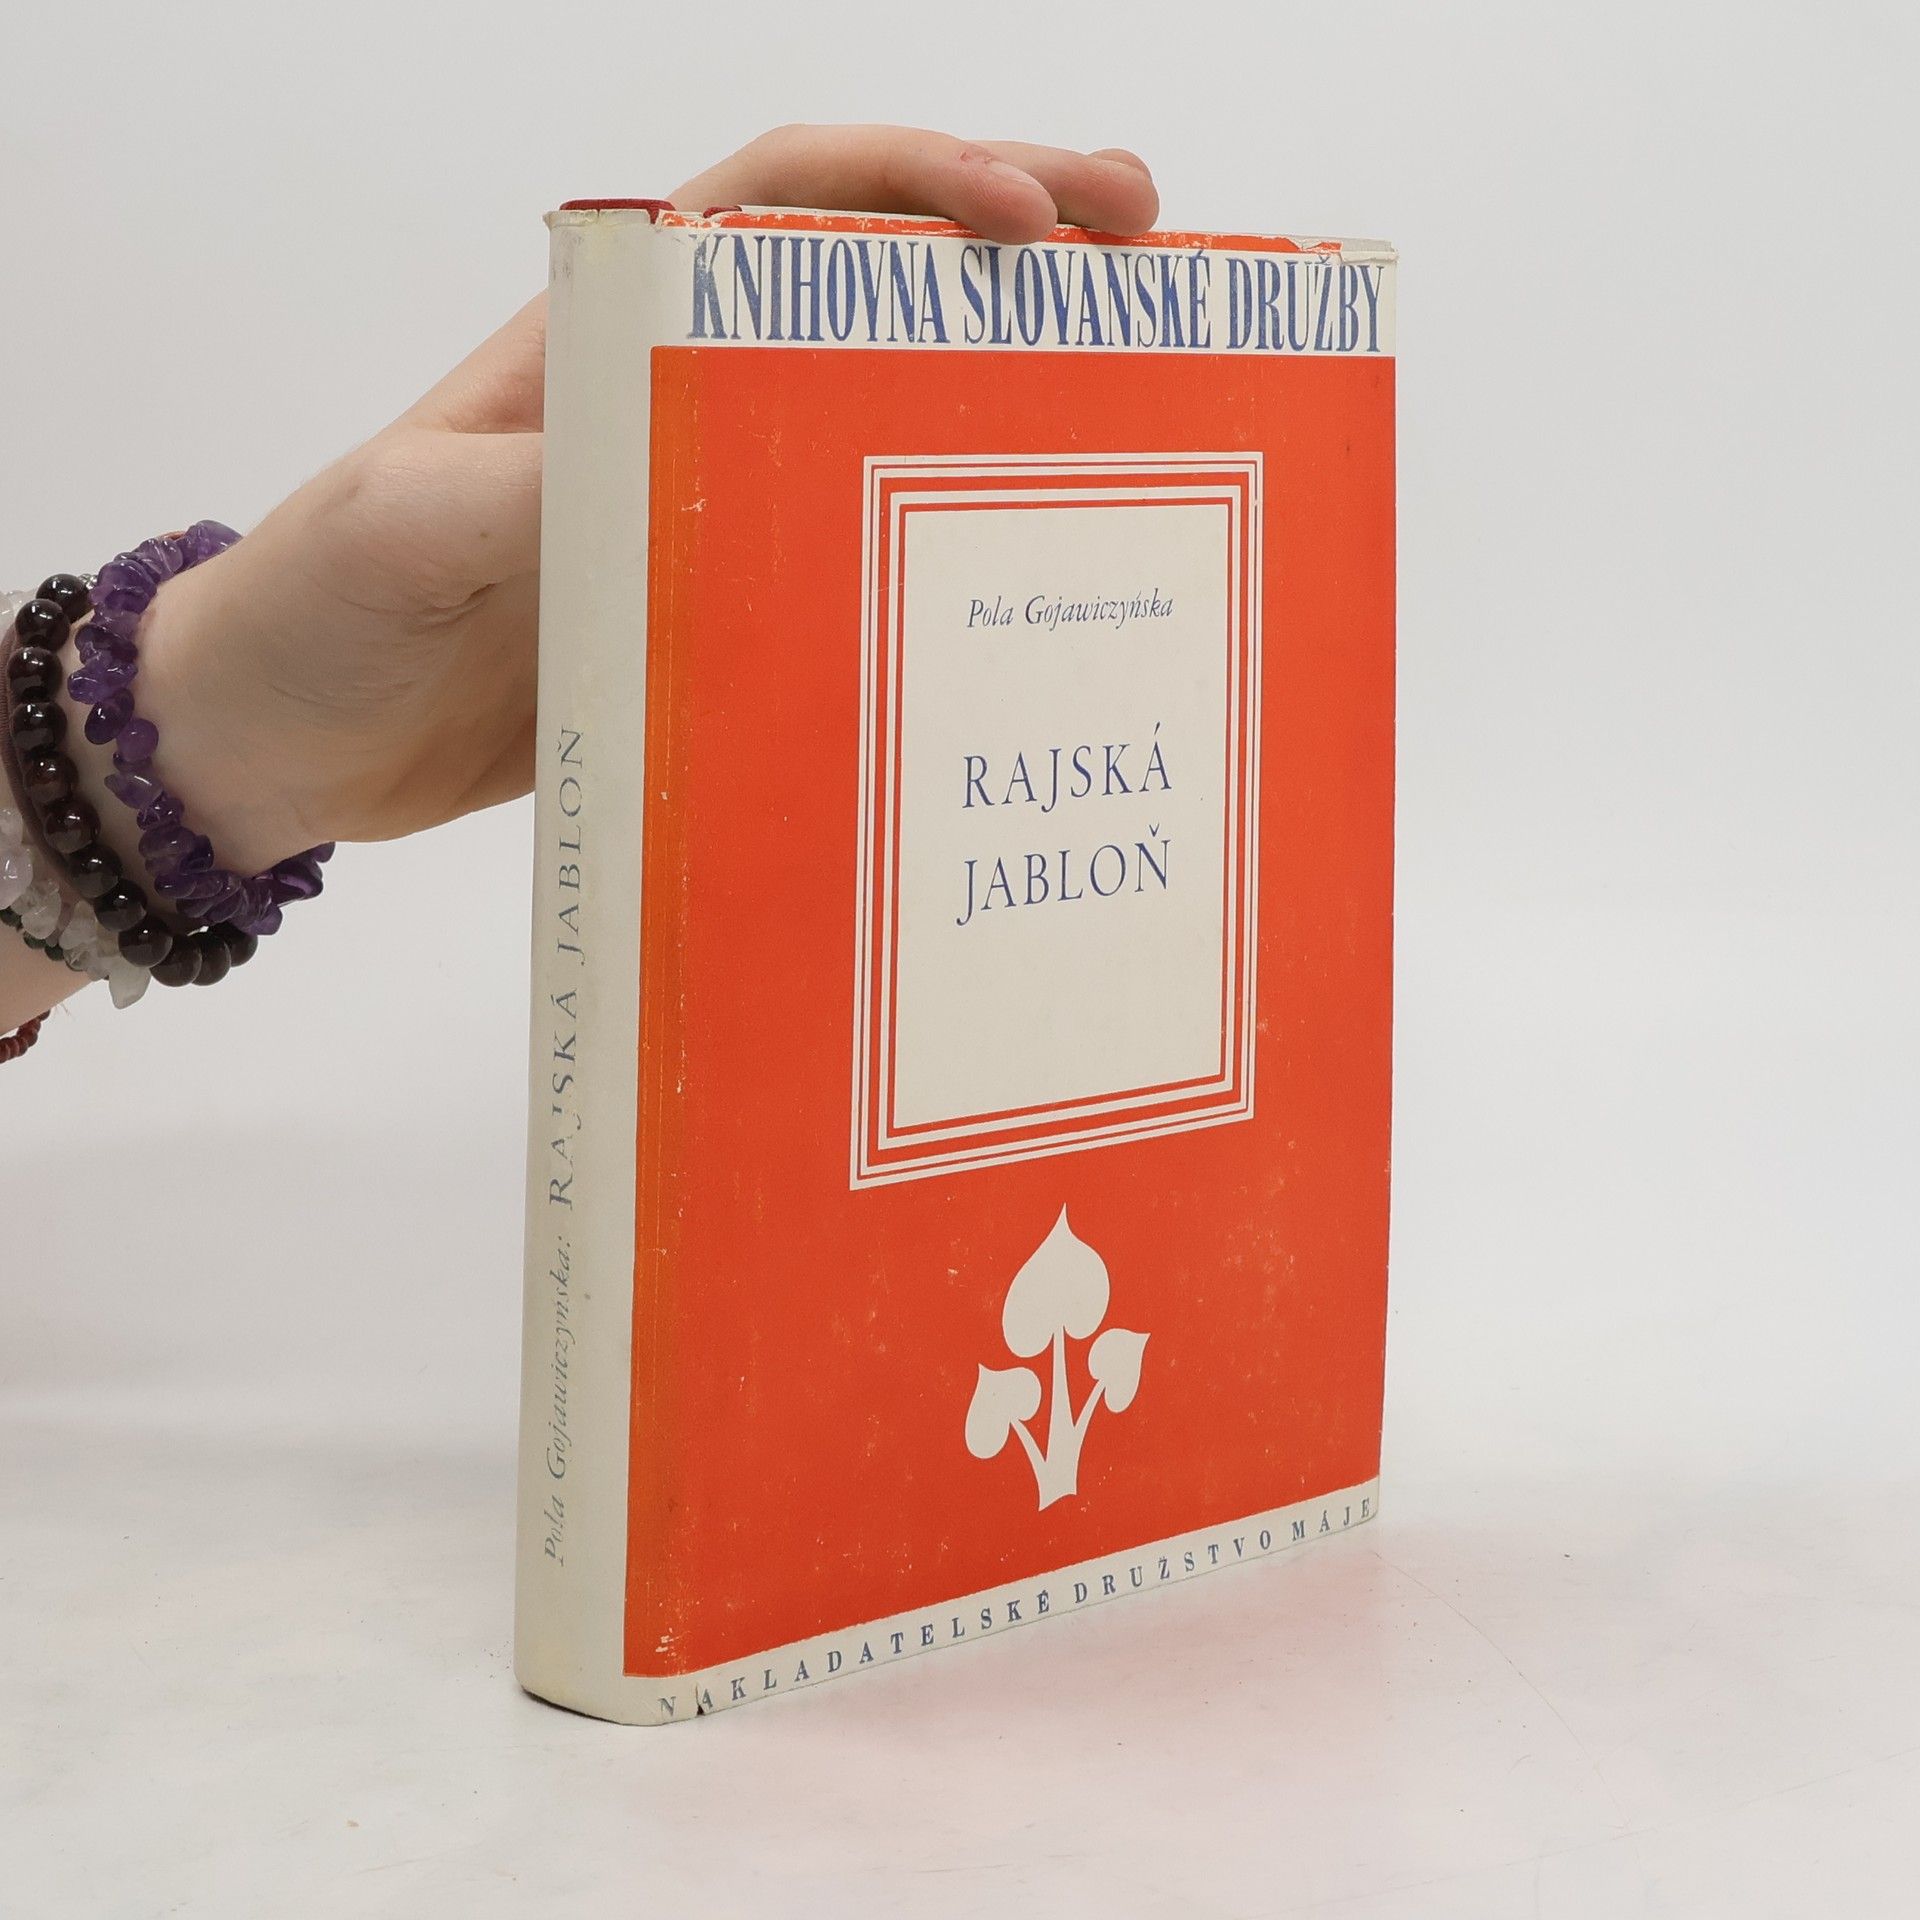 KNIHOVNA SLOVANSKÉ DRUŽBY
Pola Gojawiczyńska
RAJSKÁ
JABLOŇ
NAKLADATELSKÉ DRUŽSTVO MÁJE
Pola Gojawiczyńska: RAJSKÁ JABLOŇ